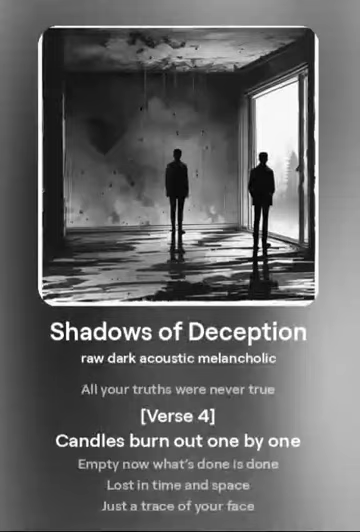 Shadows of Deception
raw dark acoustic melancholic
All your truths were never true
[Verse 4]
Candles burn out one by one
Empty now what's done is done
Lost in time and space
Just a trace of your face